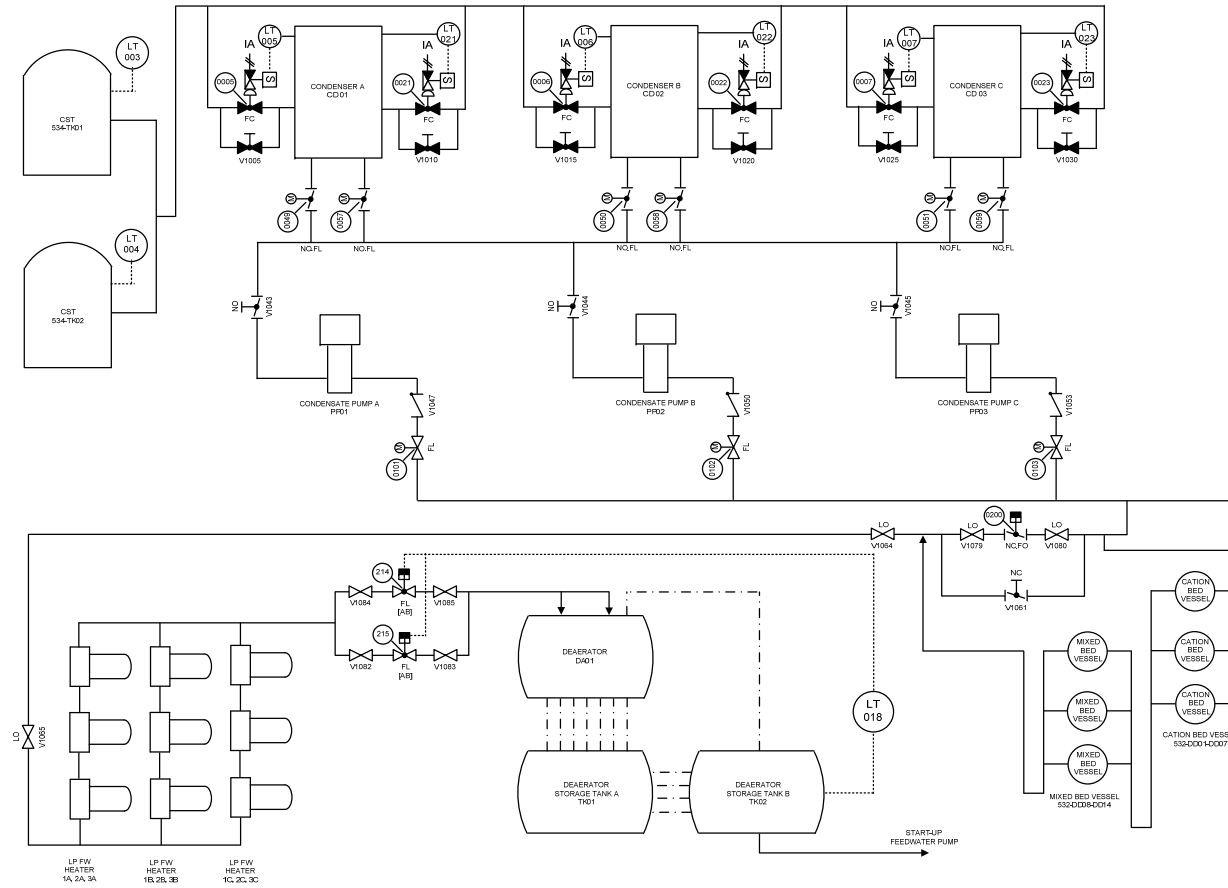 LT
003
CST
534-TK01
LT
004
CST
534-TK02
LT
005
IA
S
0005
FC
V1005
CONDENSER A
CD01
LT
021
IA
S
0021
FC
V1010
LT
006
IA
S
0006
FC
V1015
CONDENSER B
CD02
LT
022
IA
S
0022
FC
V1020
LT
007
IA
S
0007
FC
V1025
CONDENSER C
CD03
LT
023
IA
S
0023
FC
V1030
M
0049
NO,FL
M
0057
NO,FL
M
0050
NO,FL
M
0058
NO,FL
M
0051
NO,FL
M
0059
NO,FL
NO
V1043
NO
V1044
NO
V1045
CONDENSATE PUMP A
PP01
V1047
M
0101
FL
CONDENSATE PUMP B
PP02
V1050
M
0102
FL
CONDENSATE PUMP C
PP03
V1053
M
0103
FL
LO
V1064
LO
V1079
0200
NC,FO
LO
V1080
NC
V1061
214
V1084
FL
[AB]
V1085
215
V1082
FL
[AB]
V1083
DEAERATOR
DA01
LT
018
DEAERATOR
STORAGE TANK A
TK01
DEAERATOR
STORAGE TANK B
TK02
START-UP
FEEDWATER PUMP
LO
V1065
LP FW
HEATER
1A, 2A, 3A
LP FW
HEATER
1B, 2B, 3B
LP FW
HEATER
1C, 2C, 3C
MIXED
BED
VESSEL
MIXED
BED
VESSEL
MIXED
BED
VESSEL
MIXED BED VESSEL
532-DD08-DD14
CATION
BED
VESSEL
CATION
BED
VESSEL
CATION
BED
VESSEL
CATION BED VESS
532-DD01-DD07